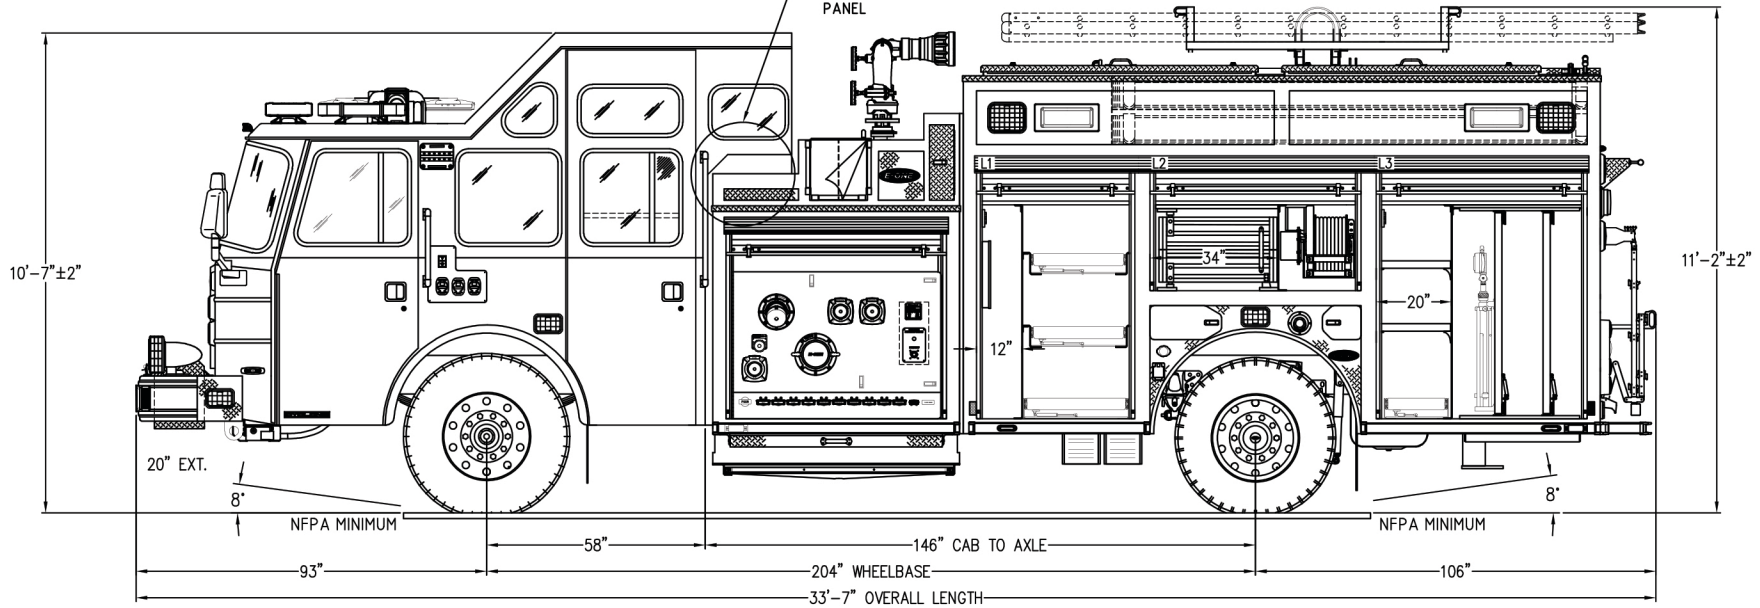 PANEL
L1
L2
L3
10'-7"±2"
34"
11'-2"±2"
20"
12"
20" EXT.
8°
8°
NFPA MINIMUM
NFPA MINIMUM
58"
146" CAB TO AXLE
93"
204" WHEELBASE
106"
33'-7" OVERALL LENGTH